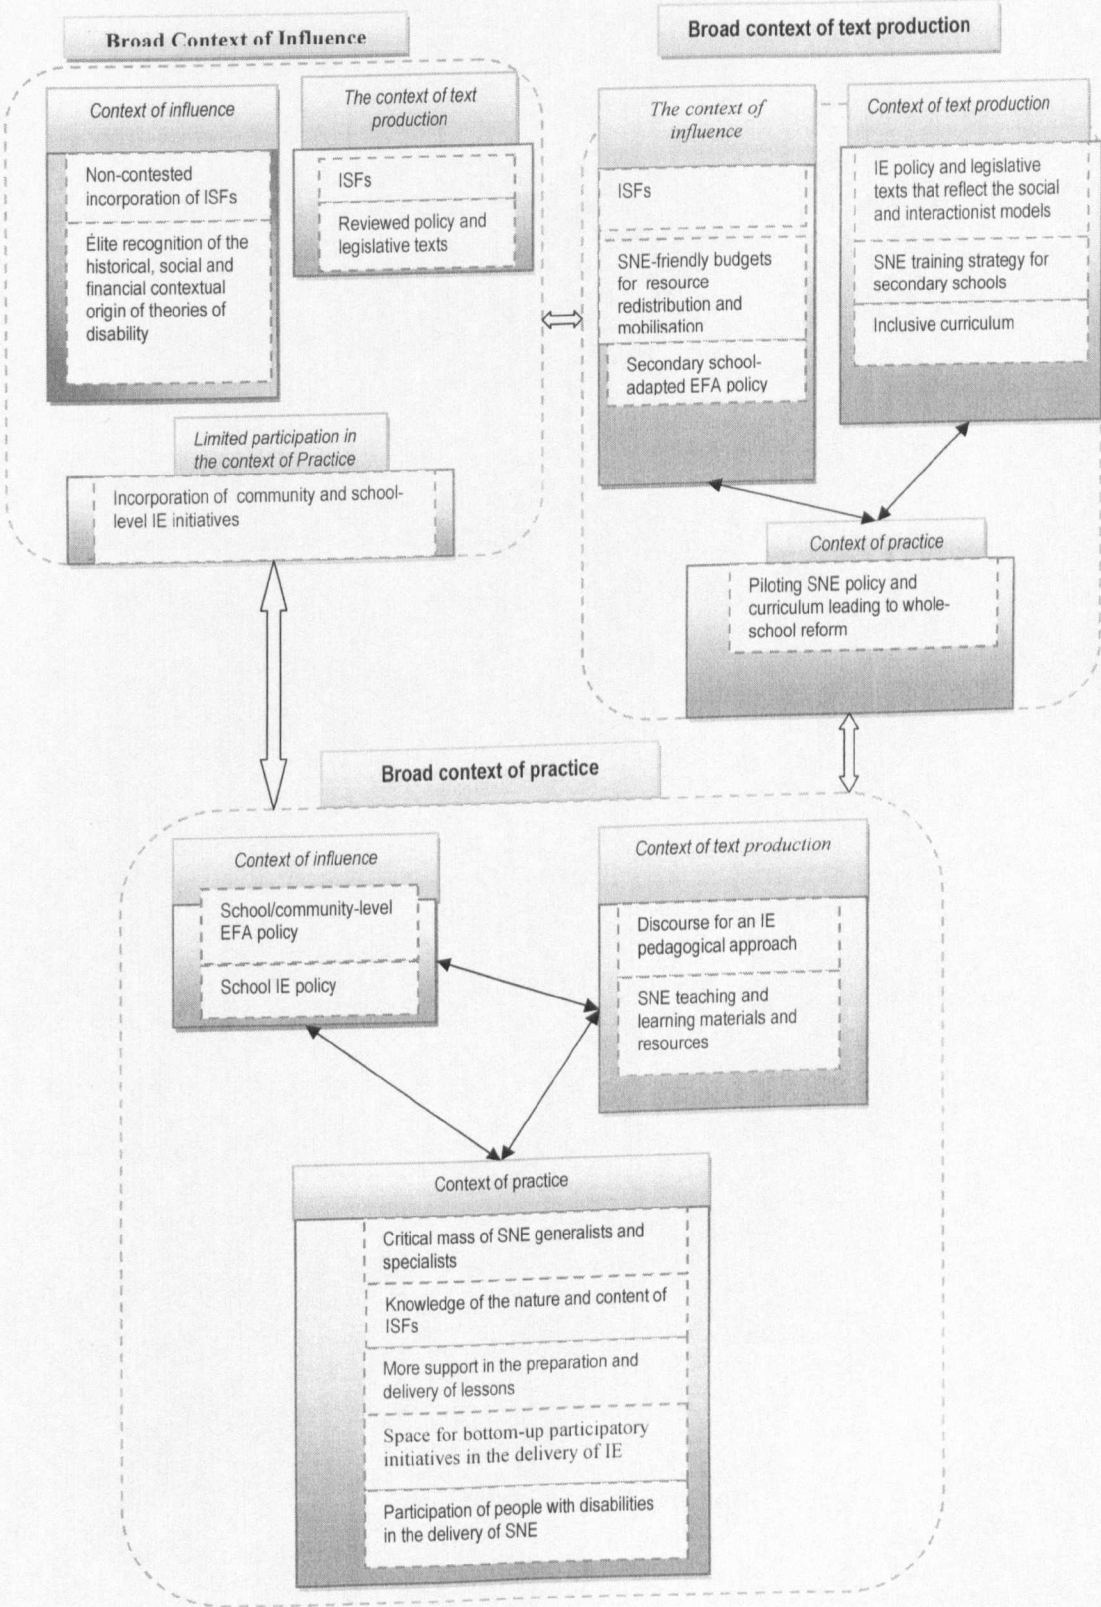 Broad Context of Influence
Context of influence
Non-contested
incorporation of ISFs
Élite recognition of the
historical, social and
financial contextual
origin of theories of
disability
The context of text
production
ISFs
Reviewed policy and
legislative texts
Limited participation in
the context of Practice
Incorporation of community and school-
level IE initiatives
Broad context of text production
The context of
influence
ISFs
SNE-friendly budgets
for resource
redistribution and
mobilisation
Secondary school-
adapted EFA policy
Context of text production
IE policy and legislative
texts that reflect the social
and interactionist models
SNE training strategy for
secondary schools
Inclusive curriculum
Context of practice
Piloting SNE policy and
curriculum leading to whole-
school reform
Broad context of practice
Context of influence
School/community-level
EFA policy
School IE policy
Context of text production
Discourse for an IE
pedagogical approach
SNE teaching and
learning materials and
resources
Context of practice
Critical mass of SNE generalists and
specialists
Knowledge of the nature and content of
ISFs
More support in the preparation and
delivery of lessons
Space for bottom-up participatory
initiatives in the delivery of IE
Participation of people with disabilities
in the delivery of SNE